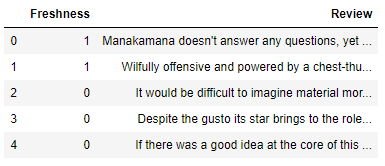 Freshness Review
0 1 Manakamana doesn't answer any questions, yet ...
1 1 Wilfully offensive and powered by a chest-thu...
2 0 It would be difficult to imagine material mor...
3 0 Despite the gusto its star brings to the role...
4 0 If there was a good idea at the core of this ...